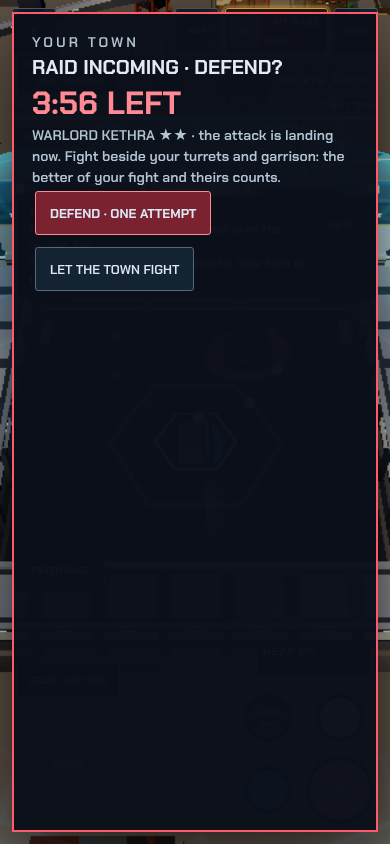 YOUR TOWN
RAID INCOMING · DEFEND?
3:56 LEFT
WARLORD KETHRA ★★ · the attack is landing
now. Fight beside your turrets and garrison: the
better of your fight and theirs counts.
DEFEND · ONE ATTEMPT
LET THE TOWN FIGHT